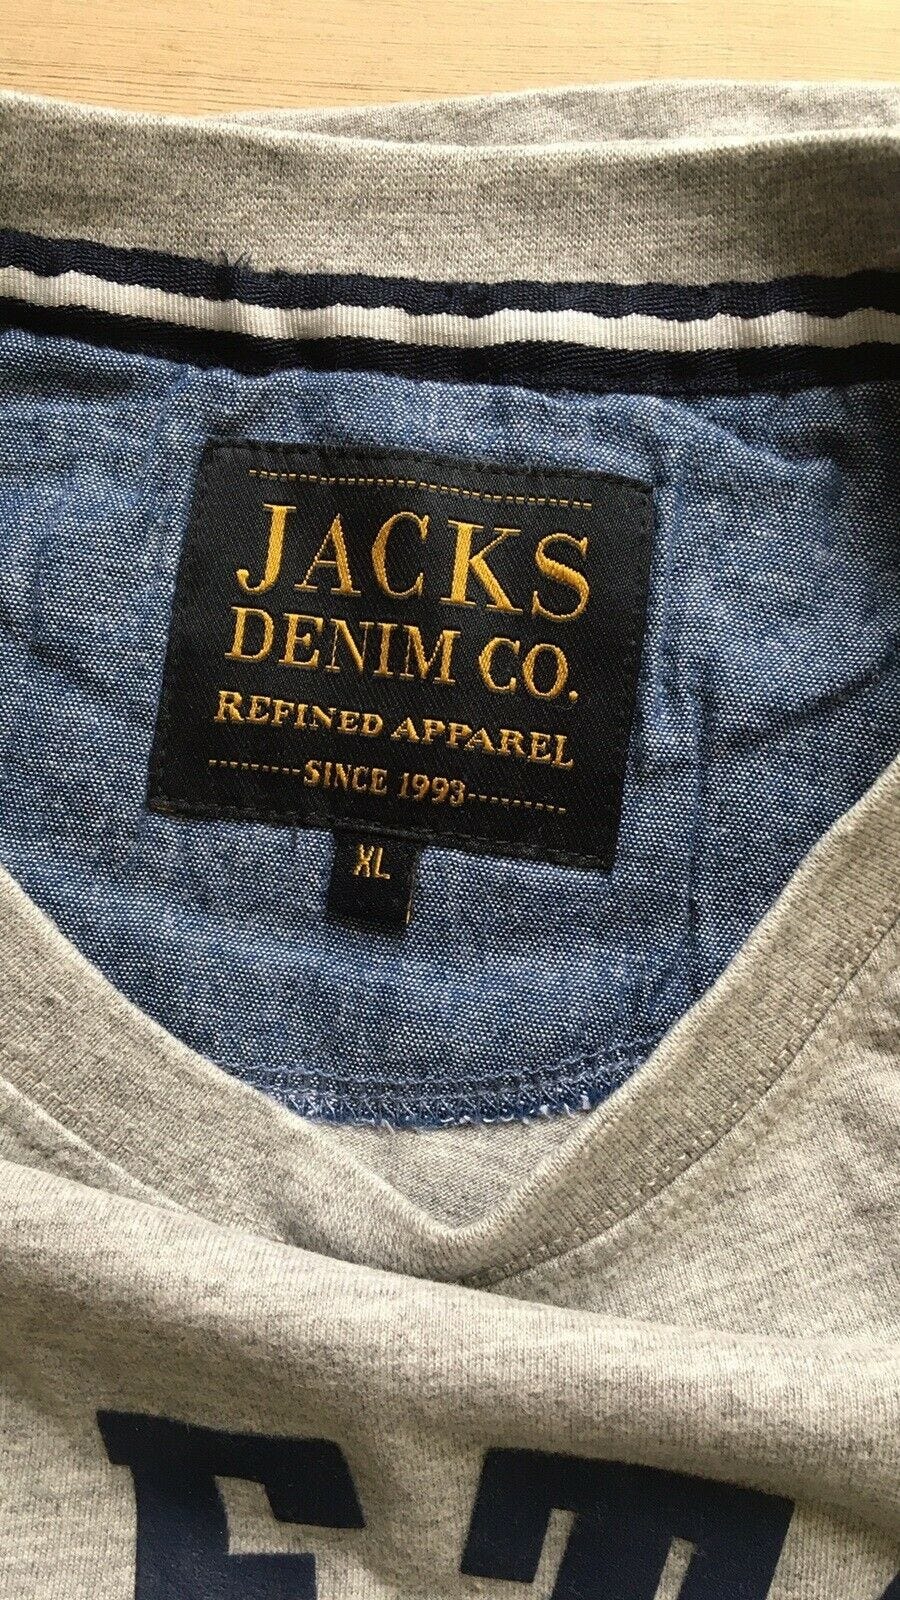 JACKS
DENIM CO.
REFINED APPAREL
SINCE 1993
XL